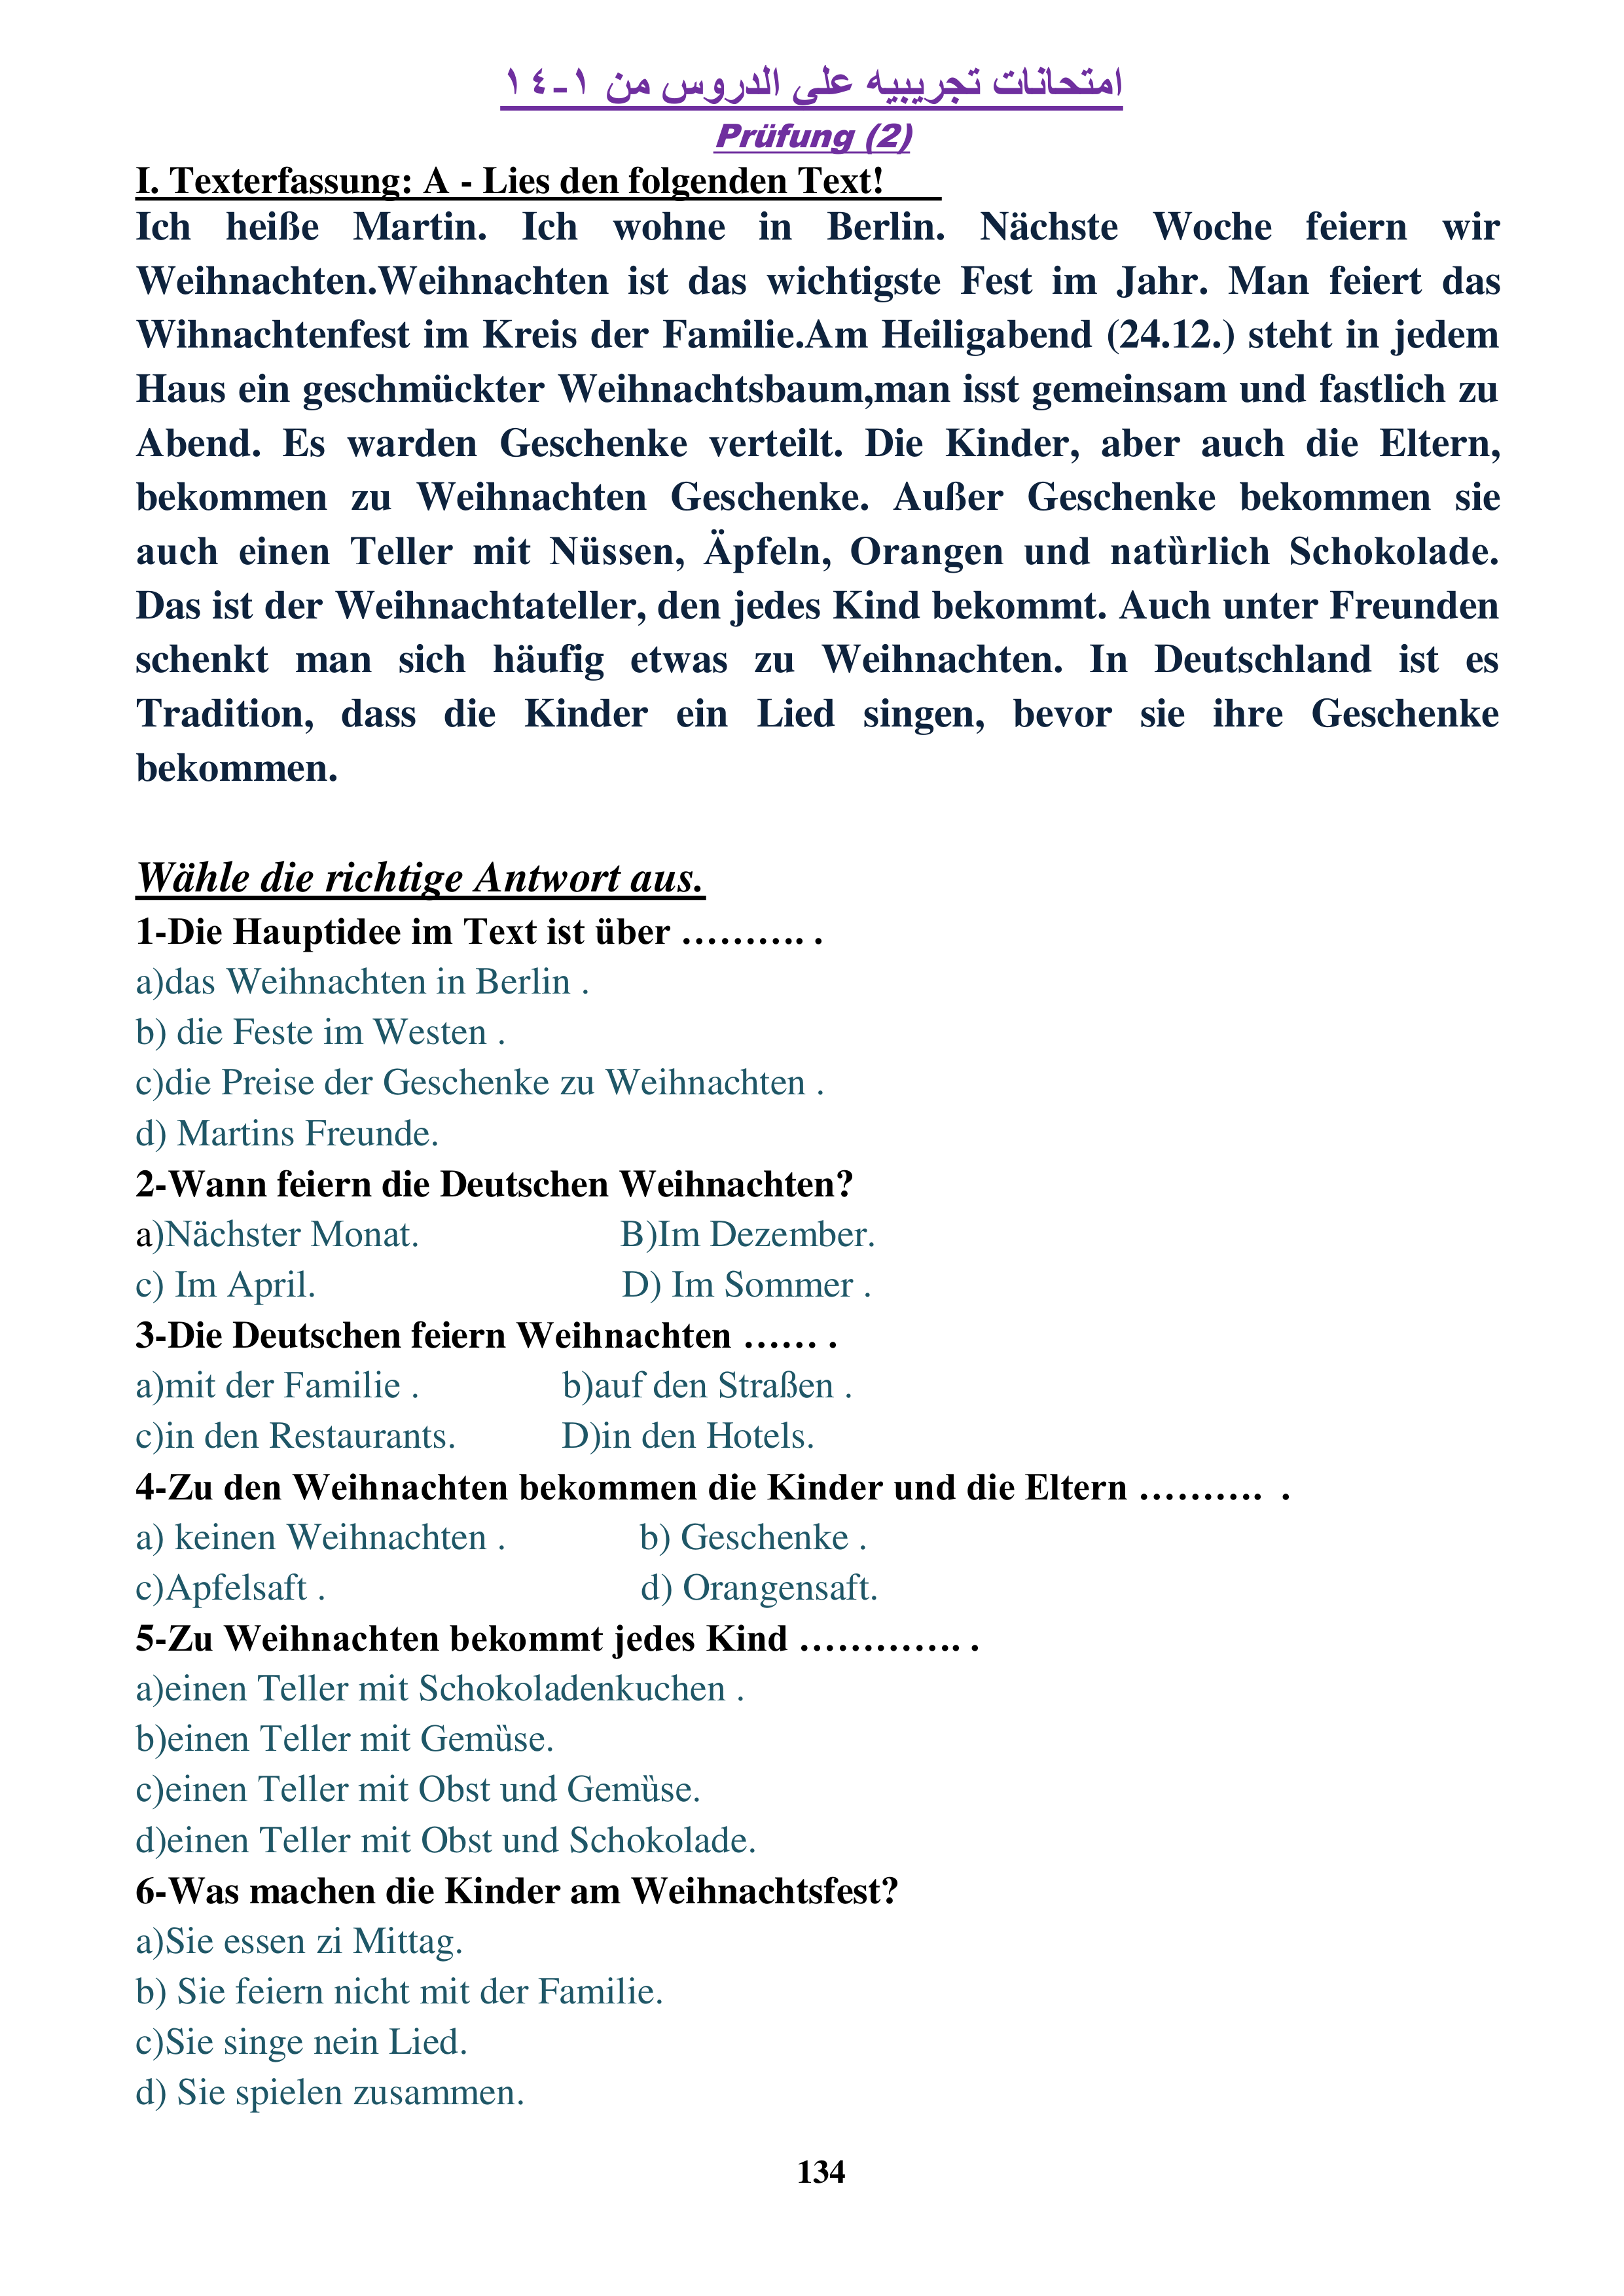 امتحانات تجريبيه على الدروس من ١-١٤
Prüfung (2)
I. Texterfassung: A - Lies den folgenden Text!
Ich heiße Martin. Ich wohne in Berlin. Nächste Woche feiern wir
Weihnachten.Weihnachten ist das wichtigste Fest im Jahr. Man feiert das
Wihnachtenfest im Kreis der Familie.Am Heiligabend (24.12.) steht in jedem
Haus ein geschmückter Weihnachtsbaum,man isst gemeinsam und fastlich zu
Abend. Es warden Geschenke verteilt. Die Kinder, aber auch die Eltern,
bekommen zu Weihnachten Geschenke. Außer Geschenke bekommen sie
auch einen Teller mit Nüssen, Äpfeln, Orangen und natȕrlich Schokolade.
Das ist der Weihnachtateller, den jedes Kind bekommt. Auch unter Freunden
schenkt man sich häufig etwas zu Weihnachten. In Deutschland ist es
Tradition, dass die Kinder ein Lied singen, bevor sie ihre Geschenke
bekommen.
Wähle die richtige Antwort aus.
1-Die Hauptidee im Text ist über ………. .
a)das Weihnachten in Berlin .
b) die Feste im Westen .
c)die Preise der Geschenke zu Weihnachten .
d) Martins Freunde.
2-Wann feiern die Deutschen Weihnachten?
a)Nächster Monat. B)Im Dezember.
c) Im April. D) Im Sommer .
3-Die Deutschen feiern Weihnachten …… .
a)mit der Familie . b)auf den Straßen .
c)in den Restaurants. D)in den Hotels.
4-Zu den Weihnachten bekommen die Kinder und die Eltern ………. .
a) keinen Weihnachten . b) Geschenke .
c)Apfelsaft . d) Orangensaft.
5-Zu Weihnachten bekommt jedes Kind …………. .
a)einen Teller mit Schokoladenkuchen .
b)einen Teller mit Gemȕse.
c)einen Teller mit Obst und Gemȕse.
d)einen Teller mit Obst und Schokolade.
6-Was machen die Kinder am Weihnachtsfest?
a)Sie essen zi Mittag.
b) Sie feiern nicht mit der Familie.
c)Sie singe nein Lied.
d) Sie spielen zusammen.
134